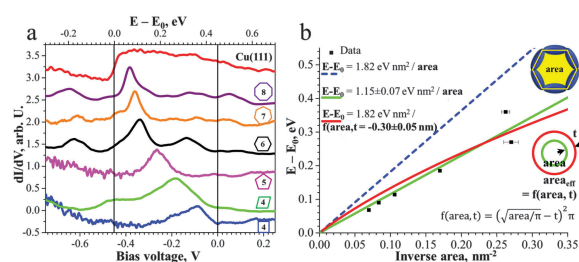 a
E – E₀, eV
-0.2 0.0 0.2 0.4 0.6
dI/dV, arb. U.
3.5
3.0
2.5
2.0
1.5
1.0
0.5
0.0
-0.5
Cu(111)
8
7
6
5
4
4
-0.8 -0.6 -0.4 -0.2 0.0 0.2
Bias voltage, V
b
E – E₀, eV
0.5
0.4
0.3
0.2
0.1
0.0
Data
E-E₀ = 1.82 eV nm² / area
E-E₀ = 1.15±0.07 eV nm² / area
E-E₀ = 1.82 eV nm² /
f(area,t = -0.30±0.05 nm)
area
t
area
area_eff
= f(area, t)
f(area, t) = (√area/π – t)² π
0.00 0.05 0.10 0.15 0.20 0.25 0.30 0.35
Inverse area, nm⁻²